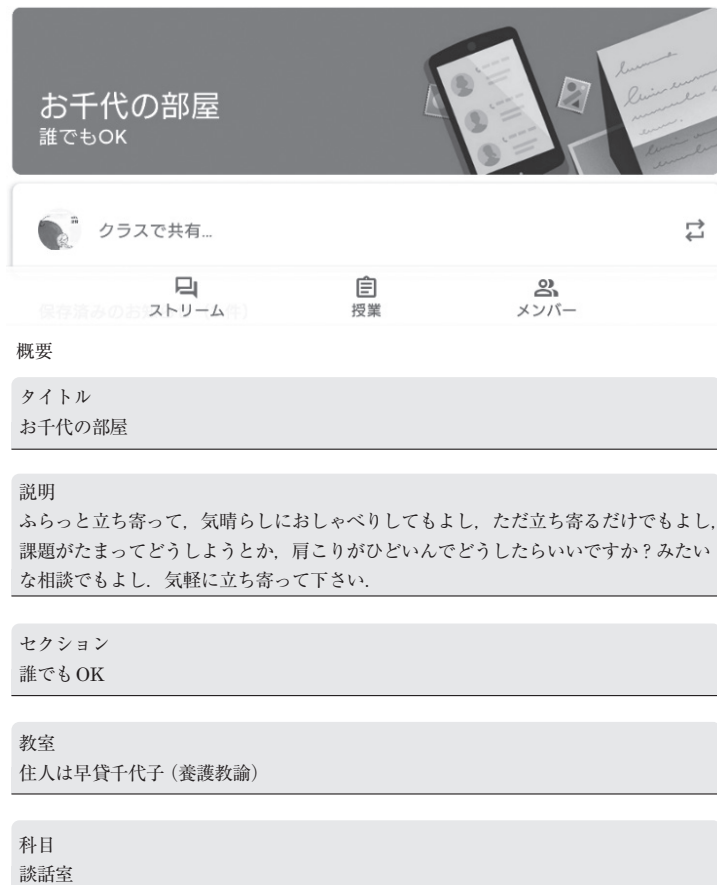 お千代の部屋
誰でもOK
クラスで共有...
ストリーム
授業
メンバー
概要
タイトル
お千代の部屋
説明
ふらっと立ち寄って，気晴らしにおしゃべりしてもよし，ただ立ち寄るだけでもよし，
課題がたまってどうしようとか，肩こりがひどいんでどうしたらいいですか？みたい
な相談でもよし．気軽に立ち寄って下さい．
セクション
誰でもOK
教室
住人は早貸千代子（養護教諭）
科目
談話室